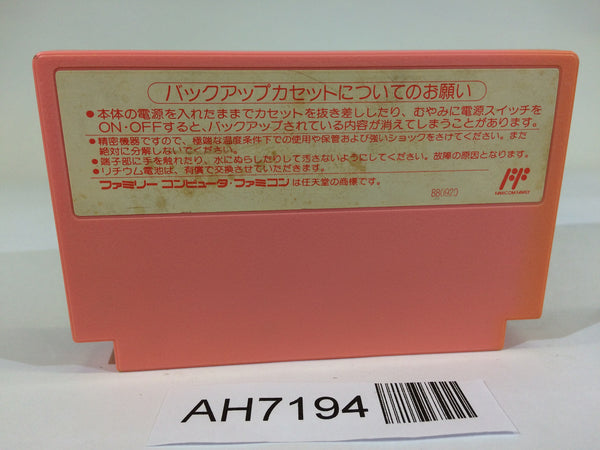 バックアップカセットについてのお願い
●本体の電源を入れたままでカセットを抜き差ししたり、むやみに電源スイッチを
ON・OFFすると、バックアップされている内容が消えてしまうことがあります。
●精密機器ですので、極端な温度条件下での使用や保管および強いショックをさけてください。また
絶対に分解しないでください。
●端子部に手を触れたり、水にぬらしたりして汚さないようにしてください。故障の原因となります。
●リチウム電池は、有償で交換させていただきます。
ファミリー コンピュータ・ファミコンは任天堂の商標です。
880920
AH7194